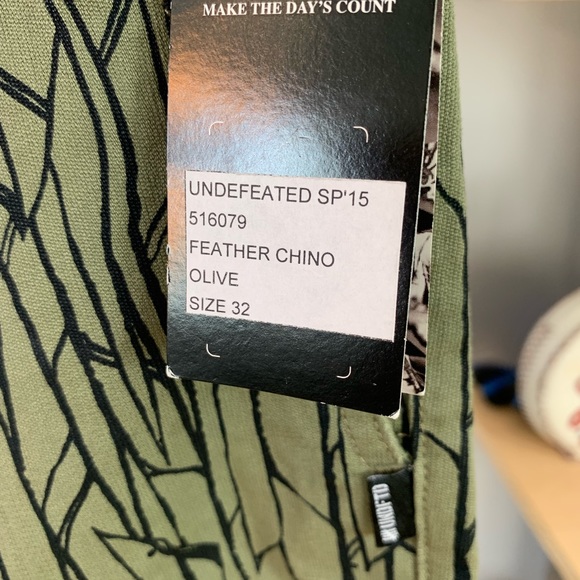 MAKE THE DAY'S COUNT
UNDEFEATED SP'15
516079
FEATHER CHINO
OLIVE
SIZE 32